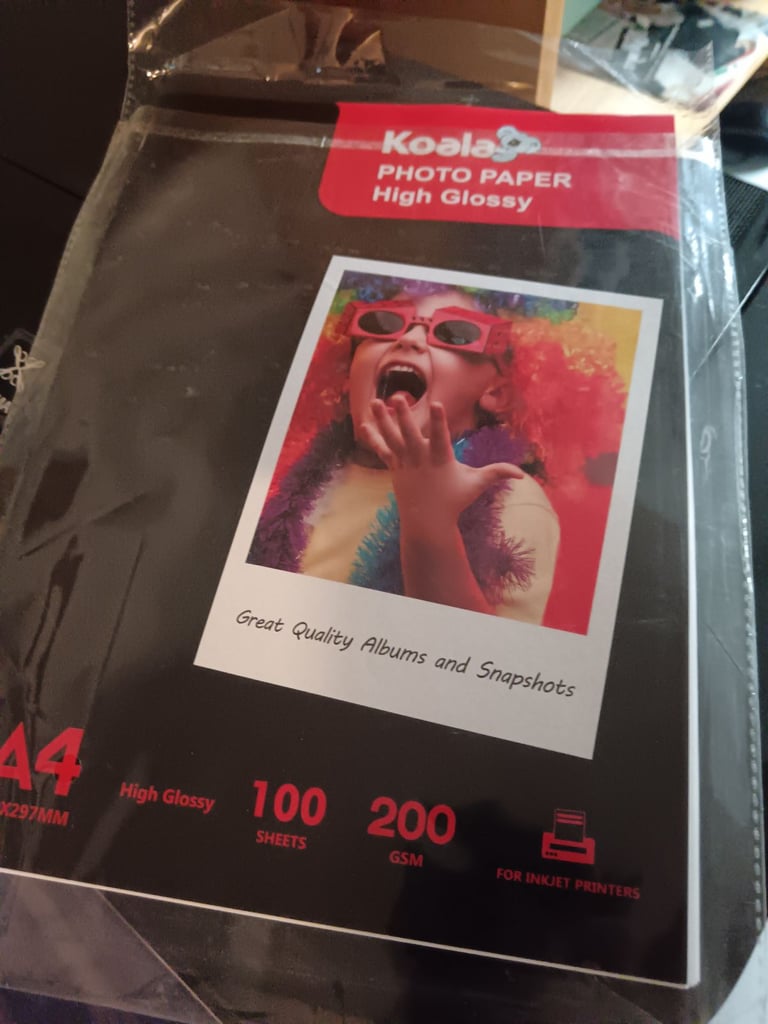 Koala
PHOTO PAPER
High Glossy
Great Quality Albums and Snapshots
A4
X297MM
High Glossy
100
SHEETS
200
GSM
FOR INKJET PRINTERS